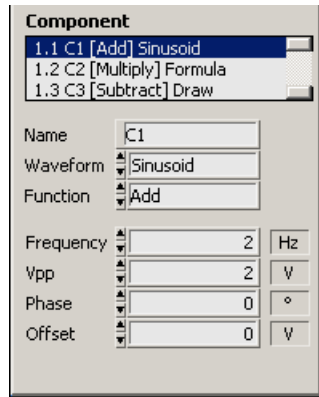 Component
1.1 C1 [Add] Sinusoid
1.2 C2 [Multiply] Formula
1.3 C3 [Subtract] Draw
Name C1
Waveform Sinusoid
Function Add
Frequency 2 Hz
Vpp 2 V
Phase 0 °
Offset 0 V